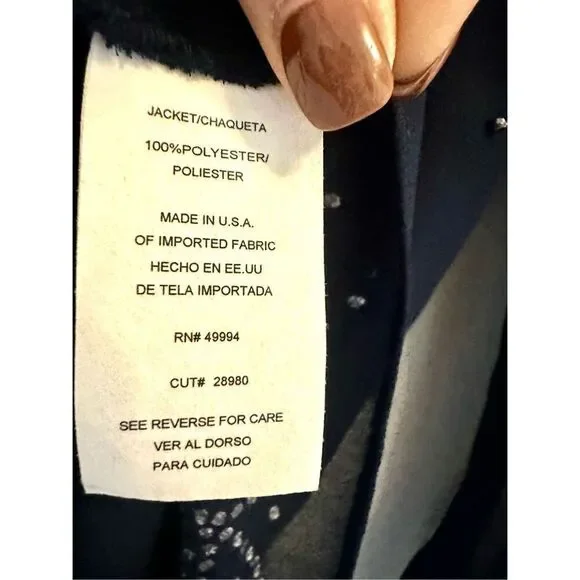 JACKET/CHAQUETA
100%POLYESTER/
POLIESTER
MADE IN U.S.A.
OF IMPORTED FABRIC
HECHO EN EE.UU
DE TELA IMPORTADA
RN# 49994
CUT# 28980
SEE REVERSE FOR CARE
VER AL DORSO
PARA CUIDADO